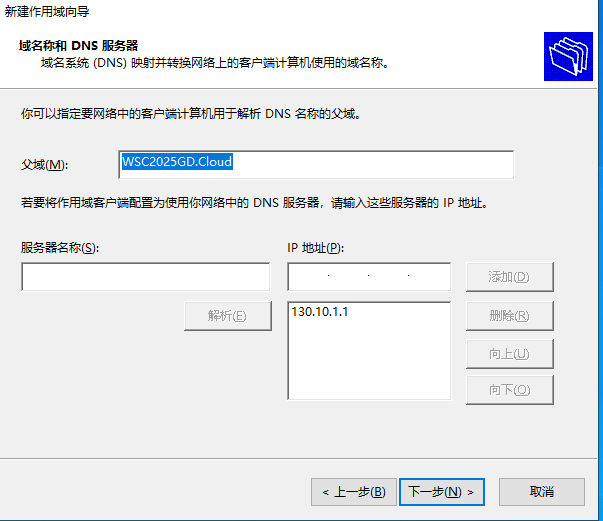 新建作用域向导
域名称和 DNS 服务器
域名系统 (DNS) 映射并转换网络上的客户端计算机使用的域名称。
你可以指定要网络中的客户端计算机用于解析 DNS 名称的父域。
父域(M):
WSC2025GD.Cloud
若要将作用域客户端配置为使用你网络中的 DNS 服务器，请输入这些服务器的 IP 地址。
服务器名称(S):
IP 地址(P):
添加(D)
解析(E)
130.10.1.1
删除(R)
向上(U)
向下(O)
< 上一步(B)
下一步(N) >
取消